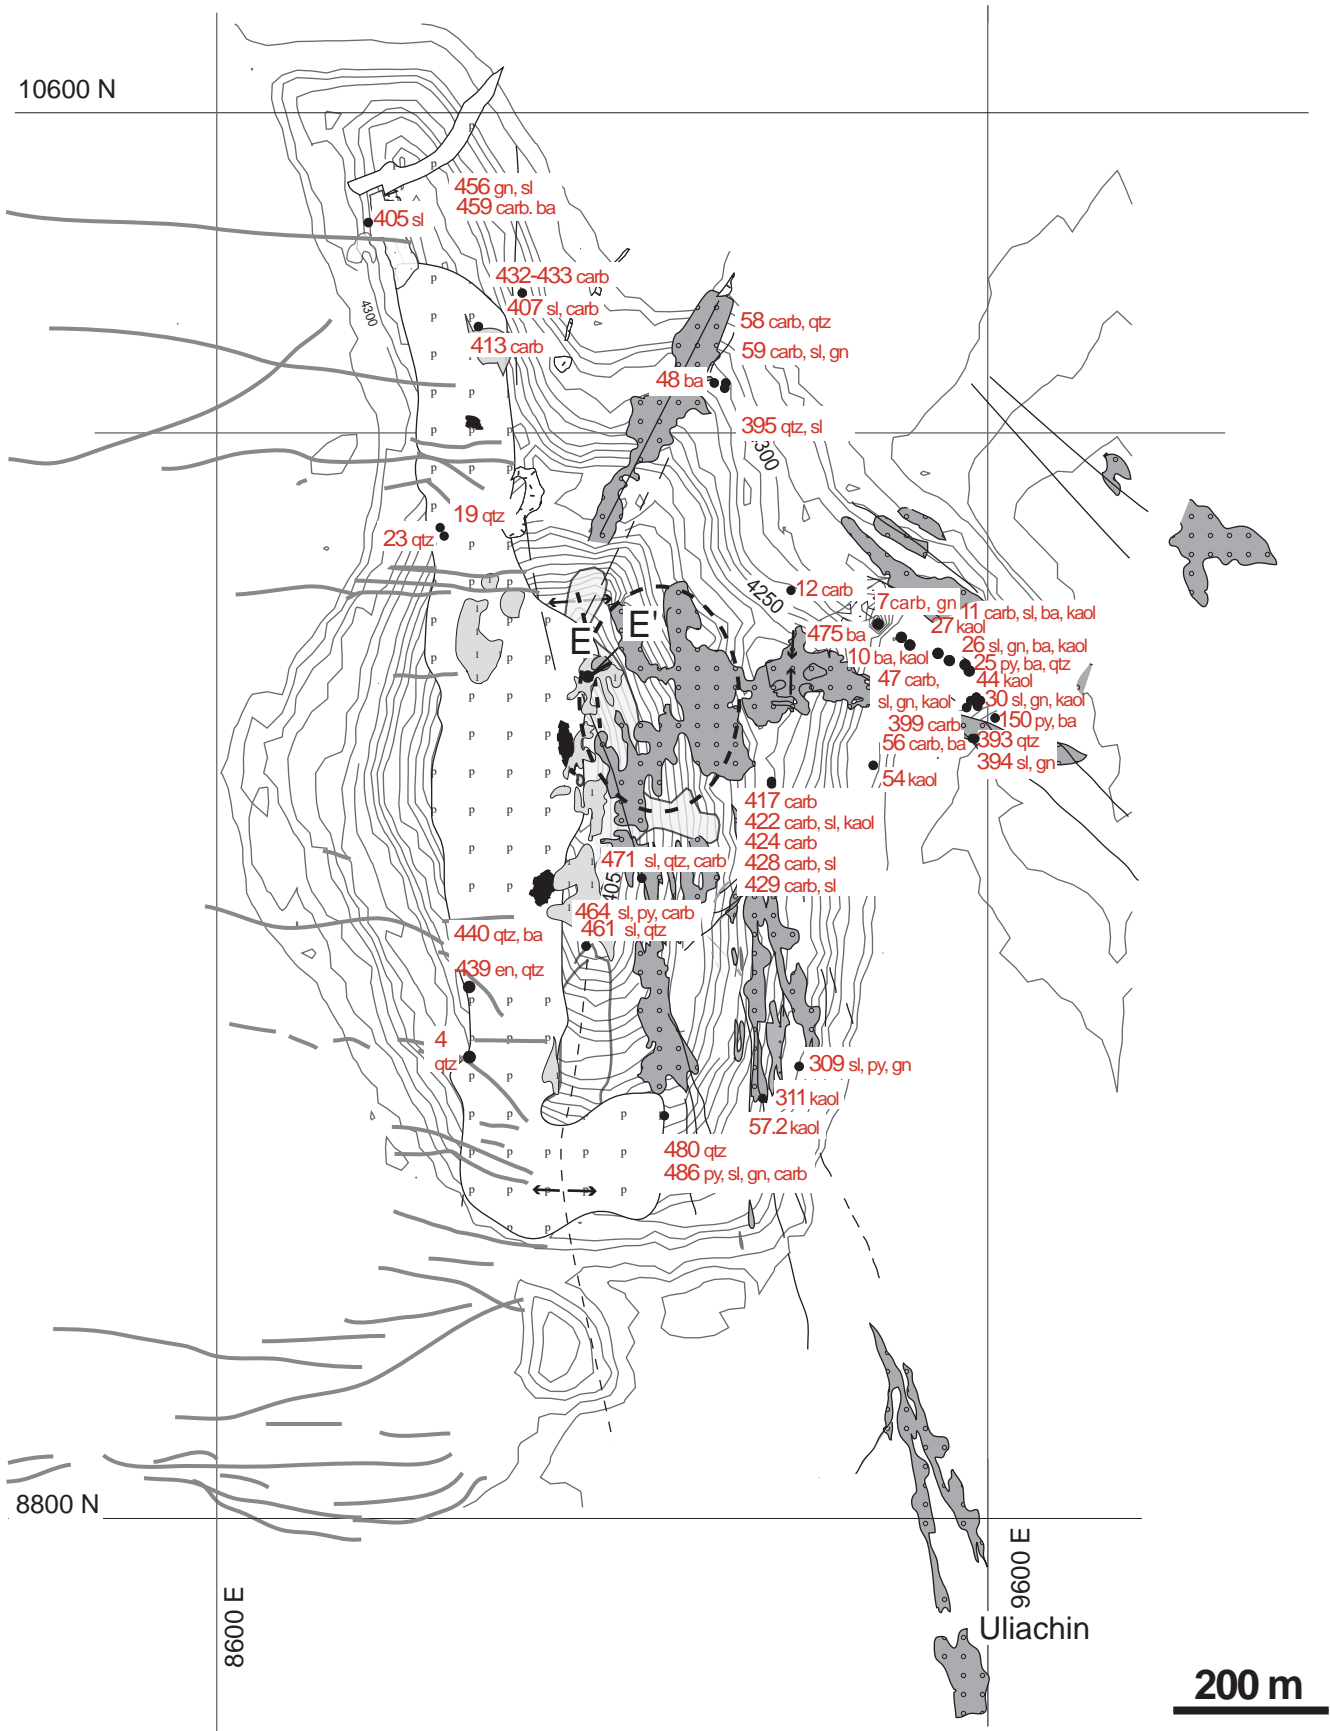 10600 N
456 gn, sl
459 carb. ba
405 sl
432-433 carb
4300
407 sl, carb
58 carb, qtz
413 carb
59 carb, sl, gn
48 ba
395 qtz, sl
300
19 qtz
23 qtz
4250
12 carb
7 carb, gn
11 carb, sl, ba, kaol
E'
27 kaol
475 ba
E
26 sl, gn, ba, kaol
10 ba, kaol
25 py, ba, qtz
47 carb,
44 kaol
sl, gn, kaol
30 sl, gn, kaol
399 carb
150 py, ba
56 carb, ba
393 qtz
394 sl, gn
54 kaol
417 carb
422 carb, sl, kaol
424 carb
471 sl, qtz, carb
428 carb, sl
405
429 carb, sl
464 sl, py, carb
461 sl, qtz
440 qtz, ba
439 en, qtz
4
qtz
309 sl, py, gn
311 kaol
57.2 kaol
480 qtz
486 py, sl, gn, carb
8800 N
8600 E
9600 E
Uliachin
200 m